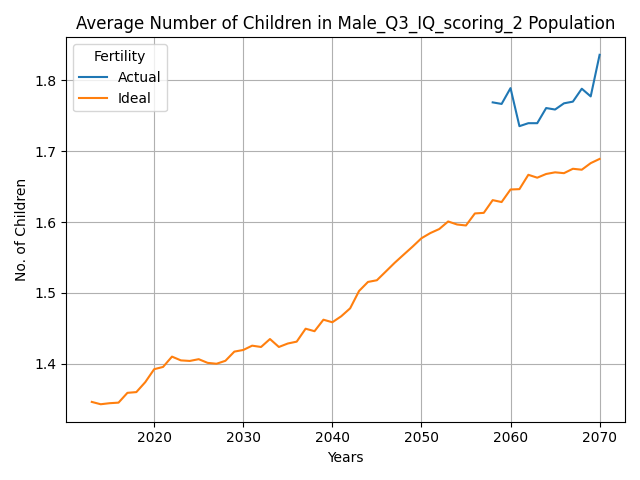 Average Number of Children in Male_Q3_IQ_scoring_2 Population
Fertility
Actual
Ideal
No. of Children
1.8
1.7
1.6
1.5
1.4
2020 2030 2040 2050 2060 2070
Years